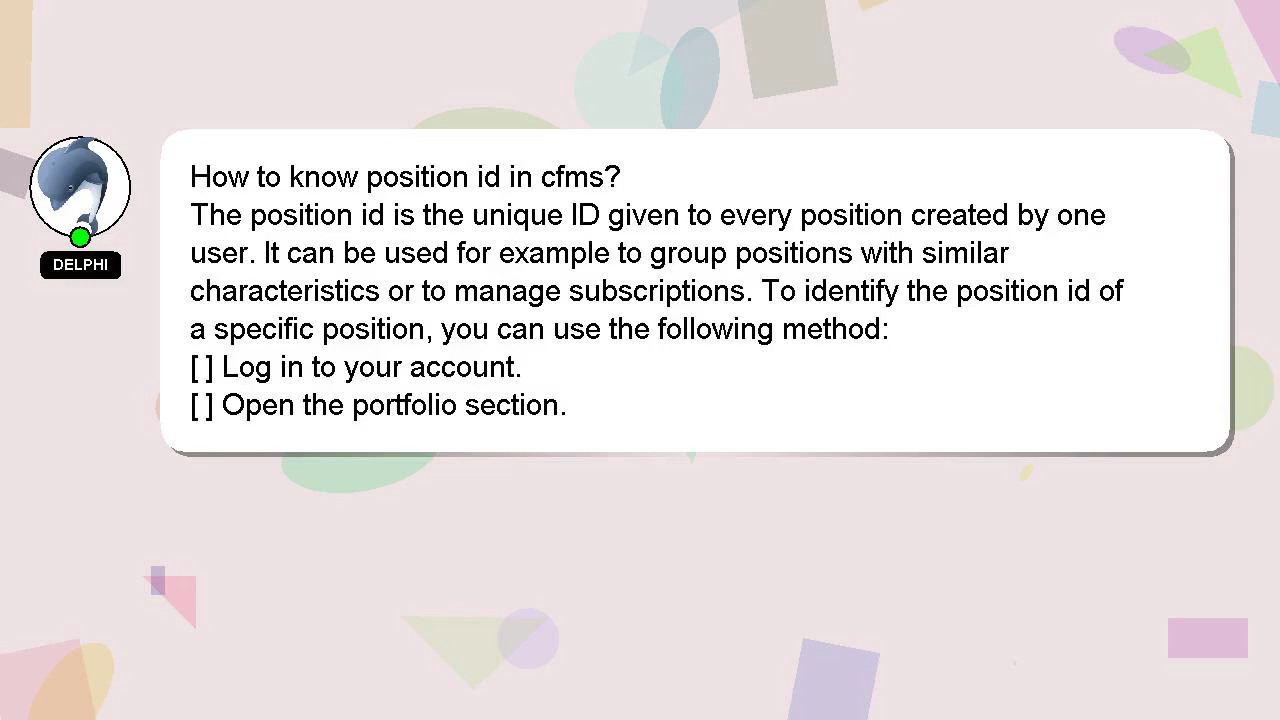 How to know position id in cfms?
The position id is the unique ID given to every position created by one
user. It can be used for example to group positions with similar
characteristics or to manage subscriptions. To identify the position id of
a specific position, you can use the following method:
[ ] Log in to your account.
[ ] Open the portfolio section.
DELPHI